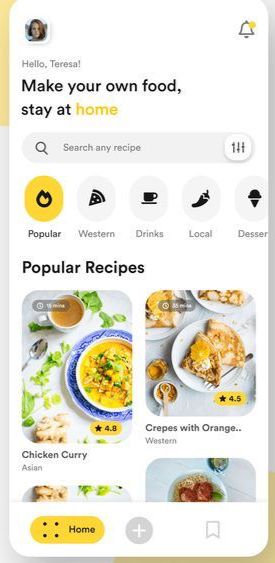 Hello, Teresa!
Make your own food,
stay at home
Search any recipe
Popular
Western
Drinks
Local
Desser
Popular Recipes
15 mins
35 mins
4.8
4.5
Chicken Curry
Asian
Crepes with Orange..
Western
Home